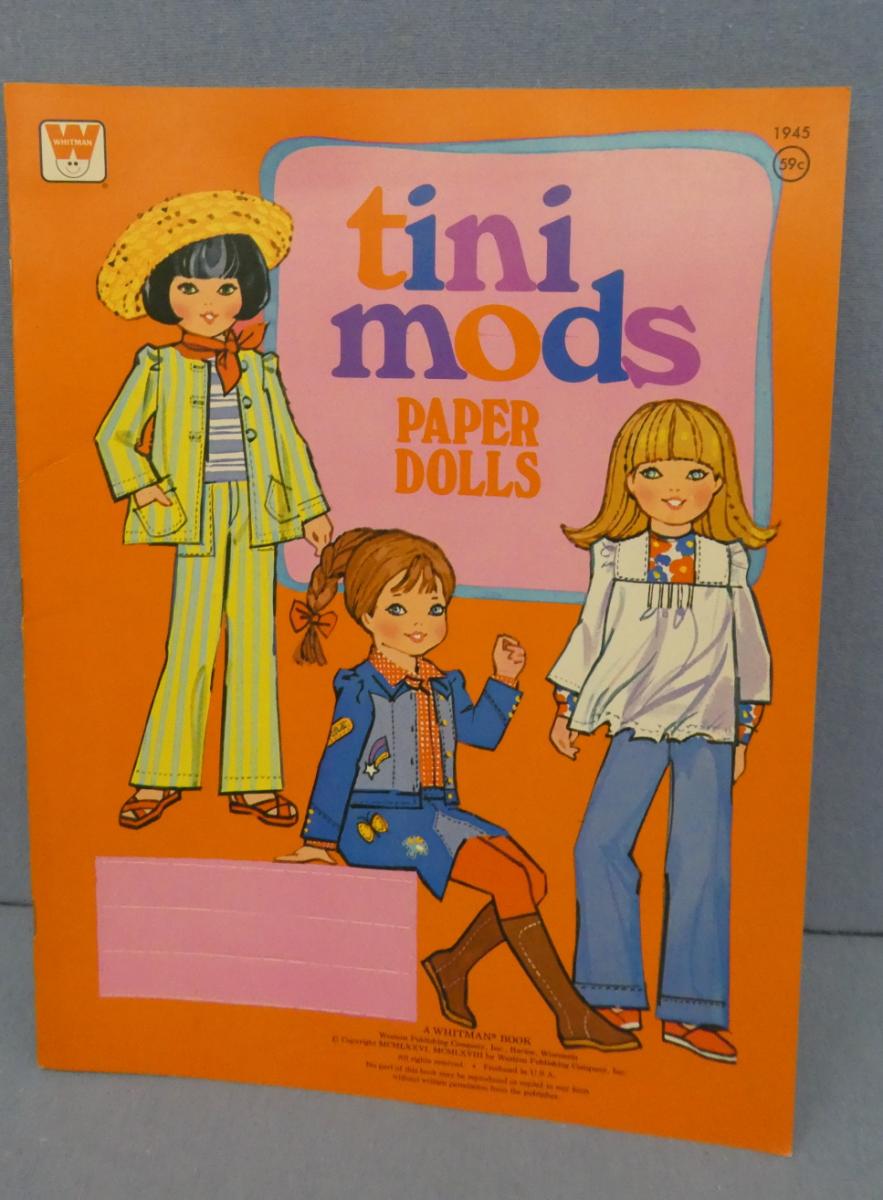 WHITMAN
®
1945
59c
tini
mods
PAPER
DOLLS
A WHITMAN® BOOK
Western Publishing Company, Inc., Racine, Wisconsin
© Copyright MCMLXXVI, MCMLXVIII by Western Publishing Company, Inc.
All rights reserved. • Produced in U.S.A.
No part of this book may be reproduced or copied in any form
without written permission from the publisher.